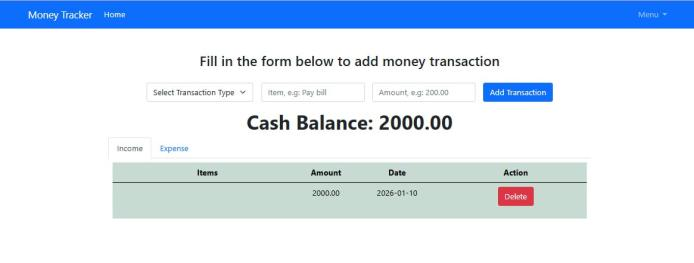 Money Tracker Home Menu
Fill in the form below to add money transaction
Select Transaction Type Item, e.g: Pay bill Amount, e.g: 200.00 Add Transaction
Cash Balance: 2000.00
Income Expense
Items Amount Date Action
2000.00 2026-01-10 Delete